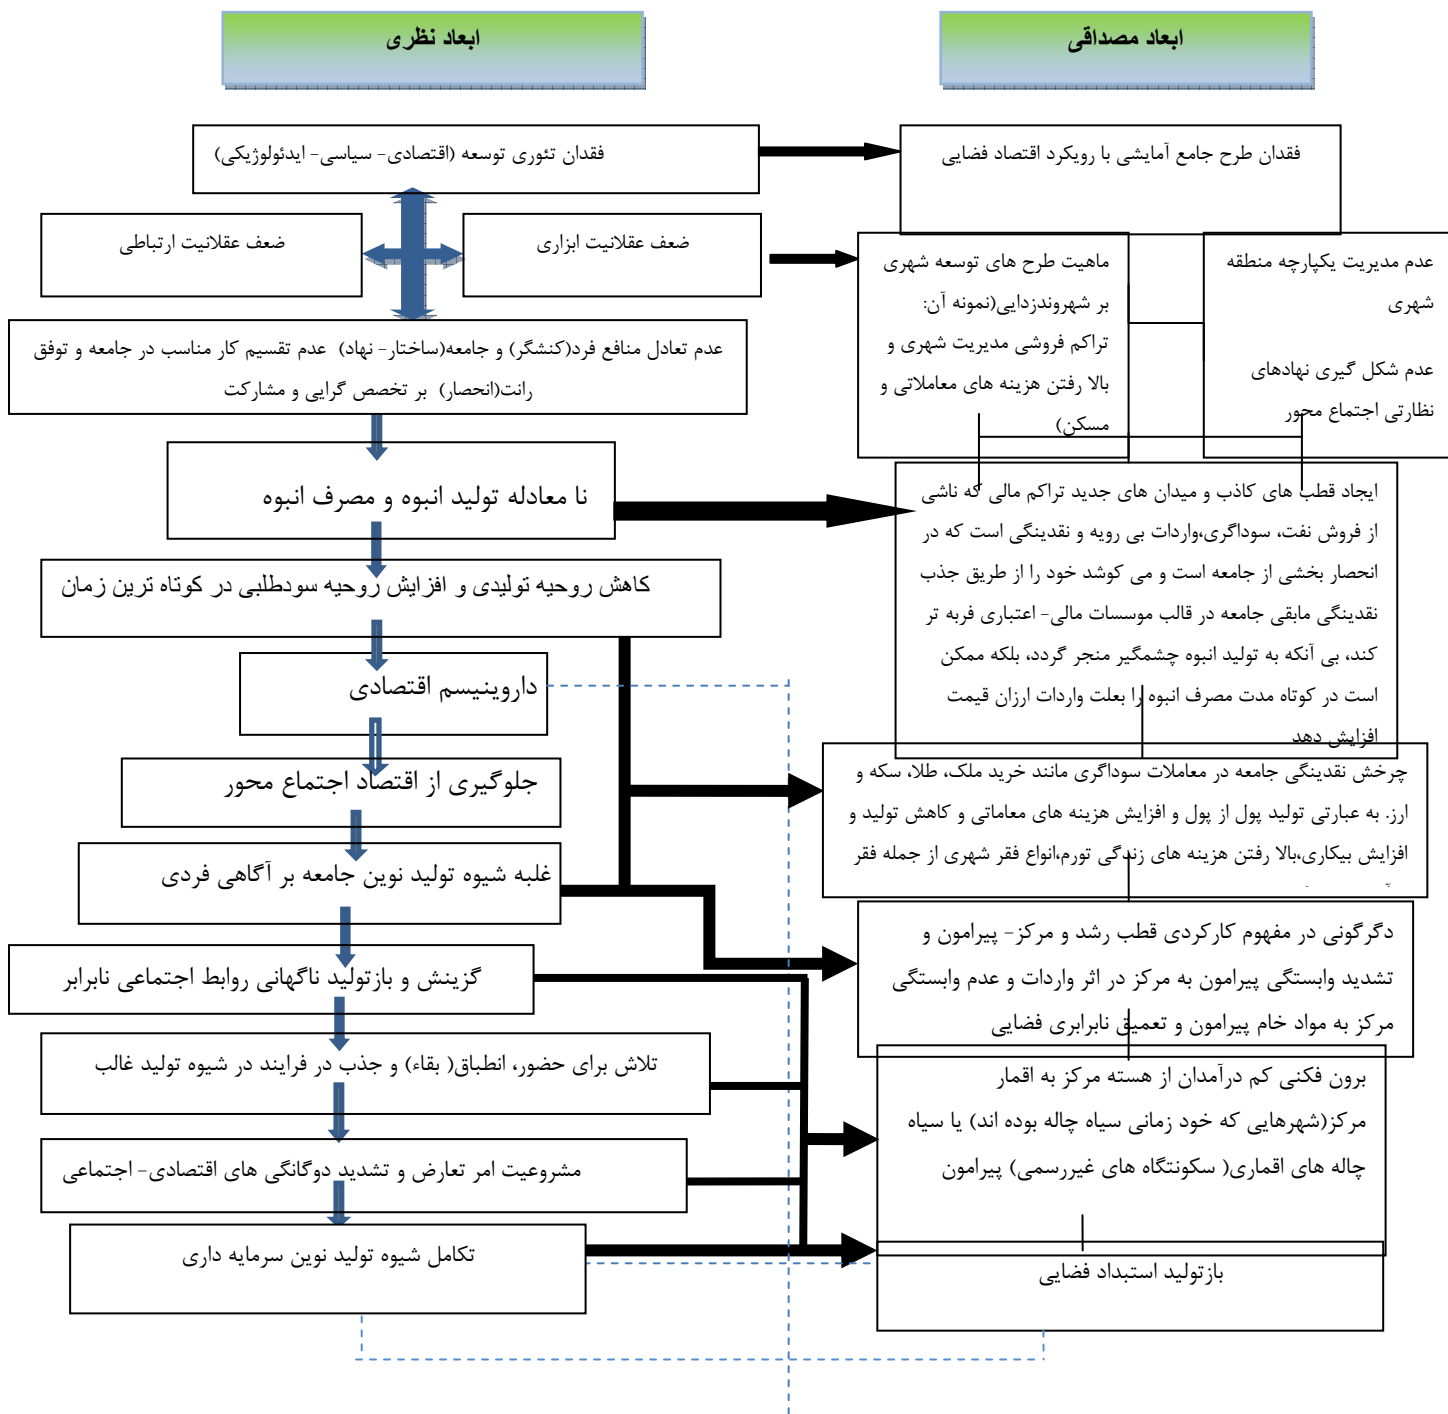 ابعاد نظری
ابعاد مصداقی
فقدان تئوری توسعه (اقتصادی- سیاسی- ایدئولوژیکی)
فقدان طرح جامع آمایشی با رویکرد اقتصاد فضایی
ضعف عقلانیت ابزاری
ضعف عقلانیت ارتباطی
عدم مدیریت یکپارچه منطقه
شهری
عدم شکل گیری نهادهای
نظارتی اجتماع محور
ماهیت طرح های توسعه شهری
بر شهروندزدایی(نمونه آن:
تراکم فروشی مدیریت شهری و
بالا رفتن هزینه های معاملاتی و
مسکن)
عدم تعادل منافع فرد(کنشگر) و جامعه(ساختار- نهاد) عدم تقسیم کار مناسب در جامعه و توفق
رانت(انحصار) بر تخصص گرایی و مشارکت
نا معادله تولید انبوه و مصرف انبوه
ایجاد قطب های کاذب و میدان های جدید تراکم مالی که ناشی
از فروش نفت، سوداگری،واردات بی رویه و نقدینگی است که در
انحصار بخشی از جامعه است و می کوشد خود را از طریق جذب
نقدینگی مابقی جامعه در قالب موسسات مالی- اعتباری فربه تر
کند، بی آنکه به تولید انبوه چشمگیر منجر گردد، بلکه ممکن
است در کوتاه مدت مصرف انبوه را بعلت واردات ارزان قیمت
افزایش دهد
کاهش روحیه تولیدی و افزایش روحیه سودطلبی در کوتاه ترین زمان
داروینیسم اقتصادی
جلوگیری از اقتصاد اجتماع محور
چرخش نقدینگی جامعه در معاملات سوداگری مانند خرید ملک، طلا، سکه و
ارز. به عبارتی تولید پول از پول و افزایش هزینه های معاماتی و کاهش تولید و
افزایش بیکاری،بالا رفتن هزینه های زندگی تورم،انواع فقر شهری از جمله فقر
غلبه شیوه تولید نوین جامعه بر آگاهی فردی
دگرگونی در مفهوم کارکردی قطب رشد و مرکز- پیرامون و
تشدید وابستگی پیرامون به مرکز در اثر واردات و عدم وابستگی
مرکز به مواد خام پیرامون و تعمیق نابرابری فضایی
گزینش و بازتولید ناگهانی روابط اجتماعی نابرابر
تلاش برای حضور، انطباق( بقاء) و جذب در فرایند در شیوه تولید غالب
برون فکنی کم درآمدان از هسته مرکز به اقمار
مرکز(شهرهایی که خود زمانی سیاه چاله بوده اند) یا سیاه
چاله های اقماری( سکونتگاه های غیررسمی) پیرامون
مشروعیت امر تعارض و تشدید دوگانگی های اقتصادی- اجتماعی
تکامل شیوه تولید نوین سرمایه داری
بازتولید استبداد فضایی